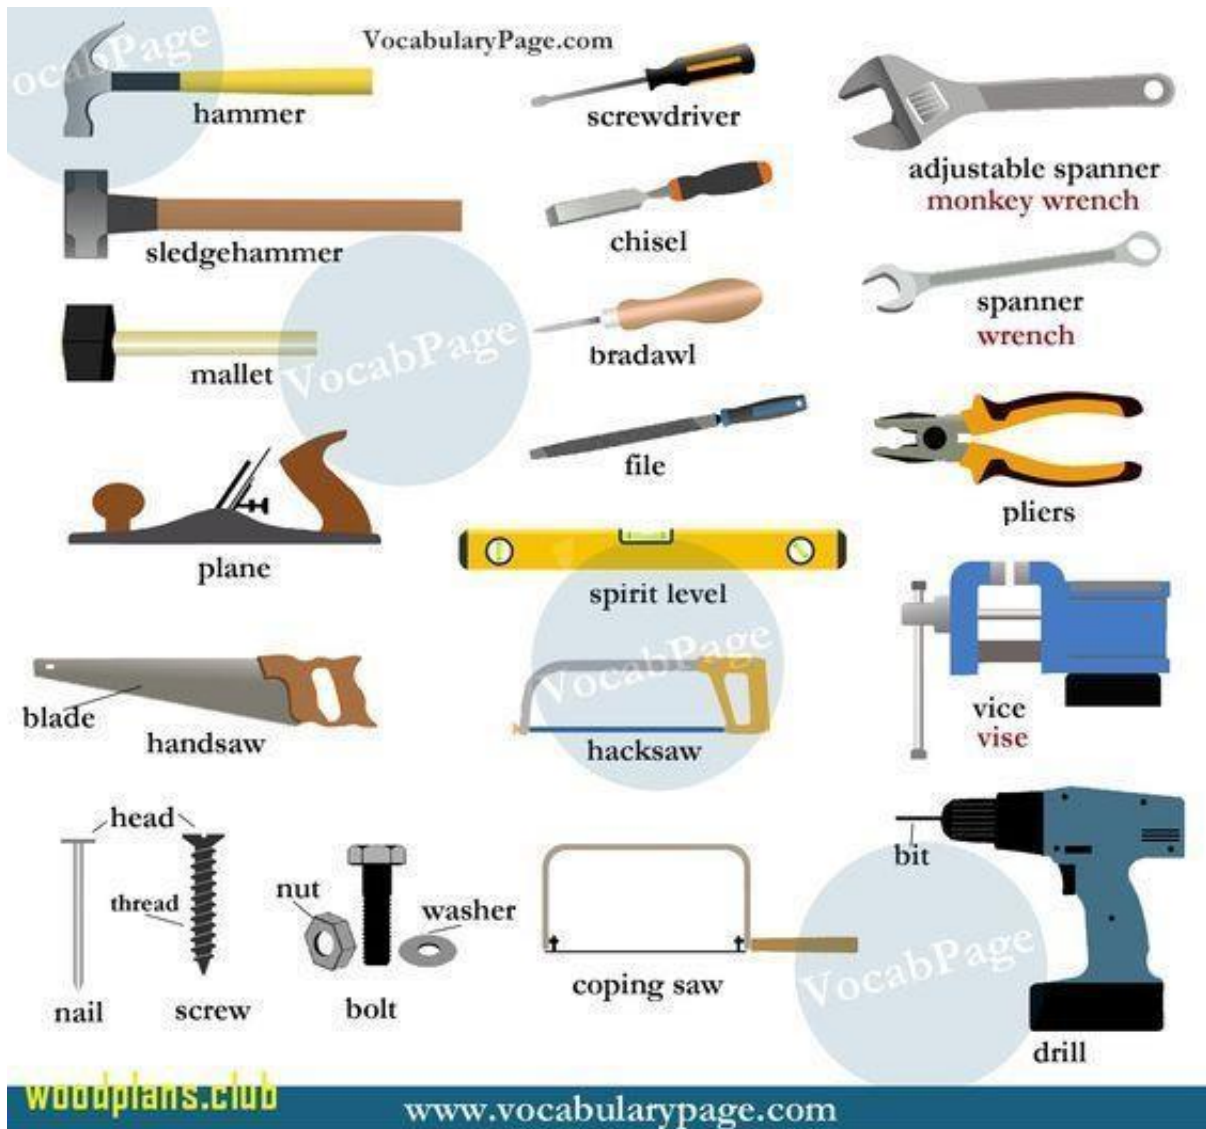 VocabularyPage.com
ocabPage
hammer
screwdriver
adjustable spanner
monkey wrench
sledgehammer
chisel
spanner
wrench
mallet
VocabPage
bradawl
file
pliers
plane
spirit level
VocabPage
blade
handsaw
hacksaw
vice
vise
head
thread
nail
screw
nut
washer
bolt
coping saw
bit
VocabPage
drill
woodplans.club
www.vocabularypage.com